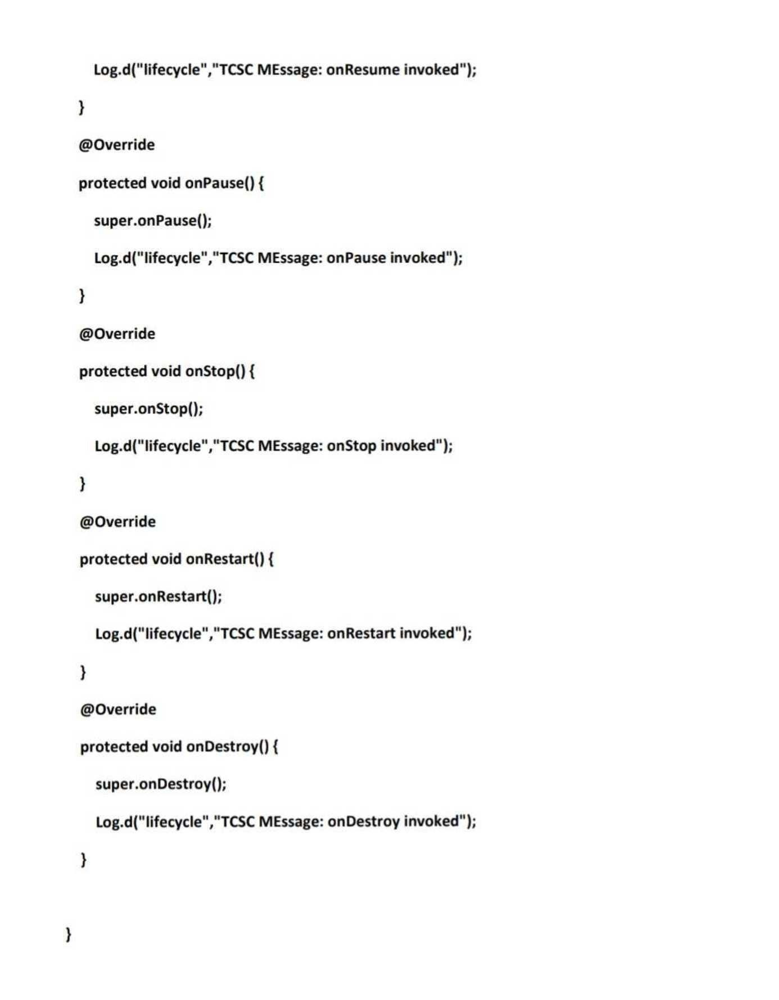 Log.d("lifecycle","TCSC MEssage: onResume invoked");
}
@Override
protected void onPause() {
super.onPause();
Log.d("lifecycle","TCSC MEssage: onPause invoked");
}
@Override
protected void onStop() {
super.onStop();
Log.d("lifecycle","TCSC MEssage: onStop invoked");
}
@Override
protected void onRestart() {
super.onRestart();
Log.d("lifecycle","TCSC MEssage: onRestart invoked");
}
@Override
protected void onDestroy() {
super.onDestroy();
Log.d("lifecycle","TCSC MEssage: onDestroy invoked");
}
}